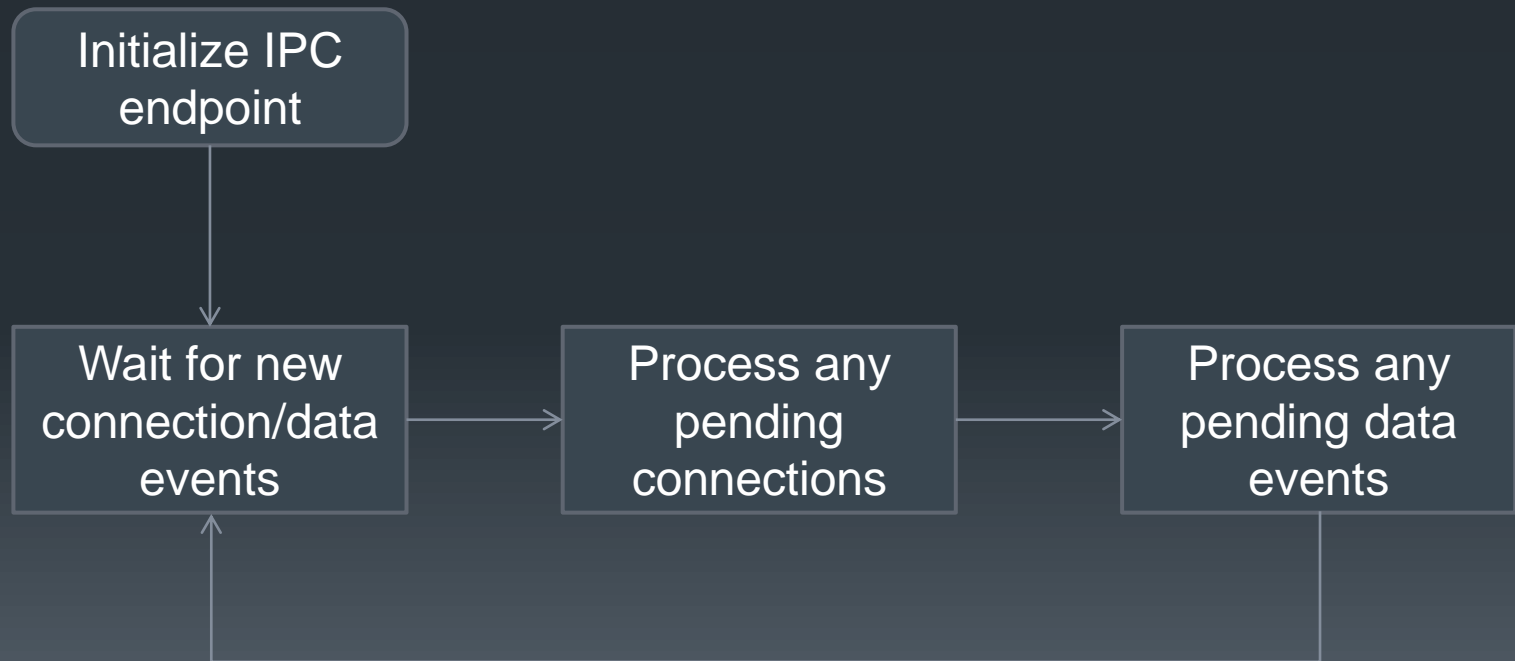 Initialize IPC
endpoint
Wait for new
connection/data
events
Process any
pending
connections
Process any
pending data
events